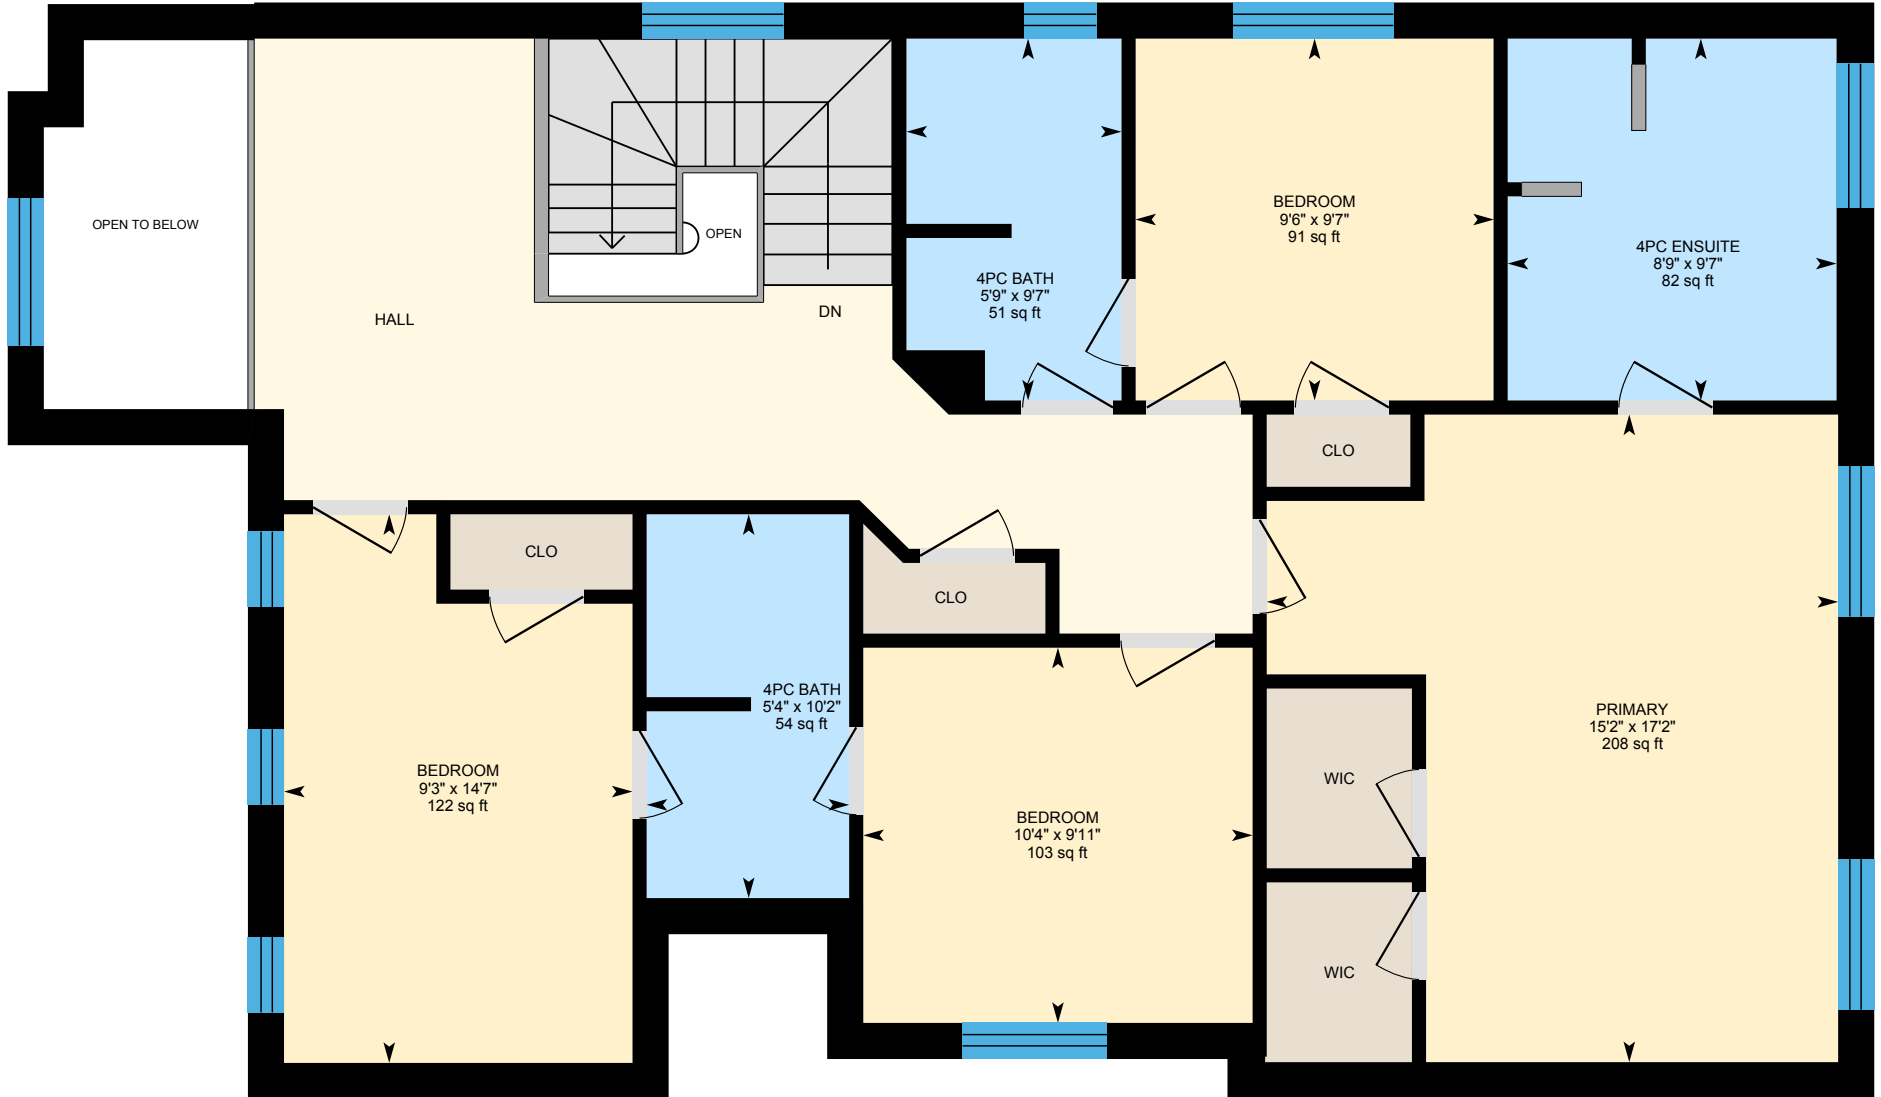 OPEN TO BELOW
HALL
OPEN
DN
4PC BATH
5'9" x 9'7"
51 sq ft
BEDROOM
9'6" x 9'7"
91 sq ft
4PC ENSUITE
8'9" x 9'7"
82 sq ft
CLO
CLO
CLO
4PC BATH
5'4" x 10'2"
54 sq ft
BEDROOM
9'3" x 14'7"
122 sq ft
BEDROOM
10'4" x 9'11"
103 sq ft
PRIMARY
15'2" x 17'2"
208 sq ft
WIC
WIC